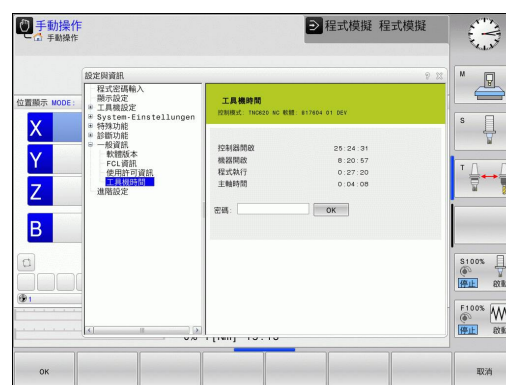 手動操作
手動操作
程式模擬 程式模擬
設定與資訊
位置顯示 MODE:
X
Y
Z
B
程式密碼輸入
顯示設定
工具機設定
System-Einstellungen
特殊功能
診斷功能
一般資訊
軟體版本
FCL資訊
使用許可資訊
工具機時間
進階設定
工具機時間
控制模式: TNC620 NC 軟體: 817604 01 DEV
控制器開啟 25:24:31
機器開啟 8:20:57
程式執行 0:27:20
主軸時間 0:04:08
密碼: OK
M
S
T
S100%
停止 啟動
F100%
停止 啟動
1
OK
取消